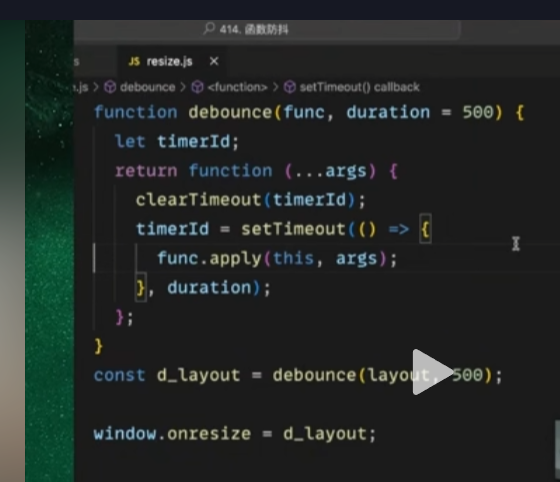 414. 函数防抖
s JS resize.js ×
.js > debounce > <function> > setTimeout() callback
function debounce(func, duration = 500) {
let timerId;
return function (...args) {
clearTimeout(timerId);
timerId = setTimeout(() => {
func.apply(this, args);
}, duration);
};
}
const d_layout = debounce(layout, 500);
window.onresize = d_layout;